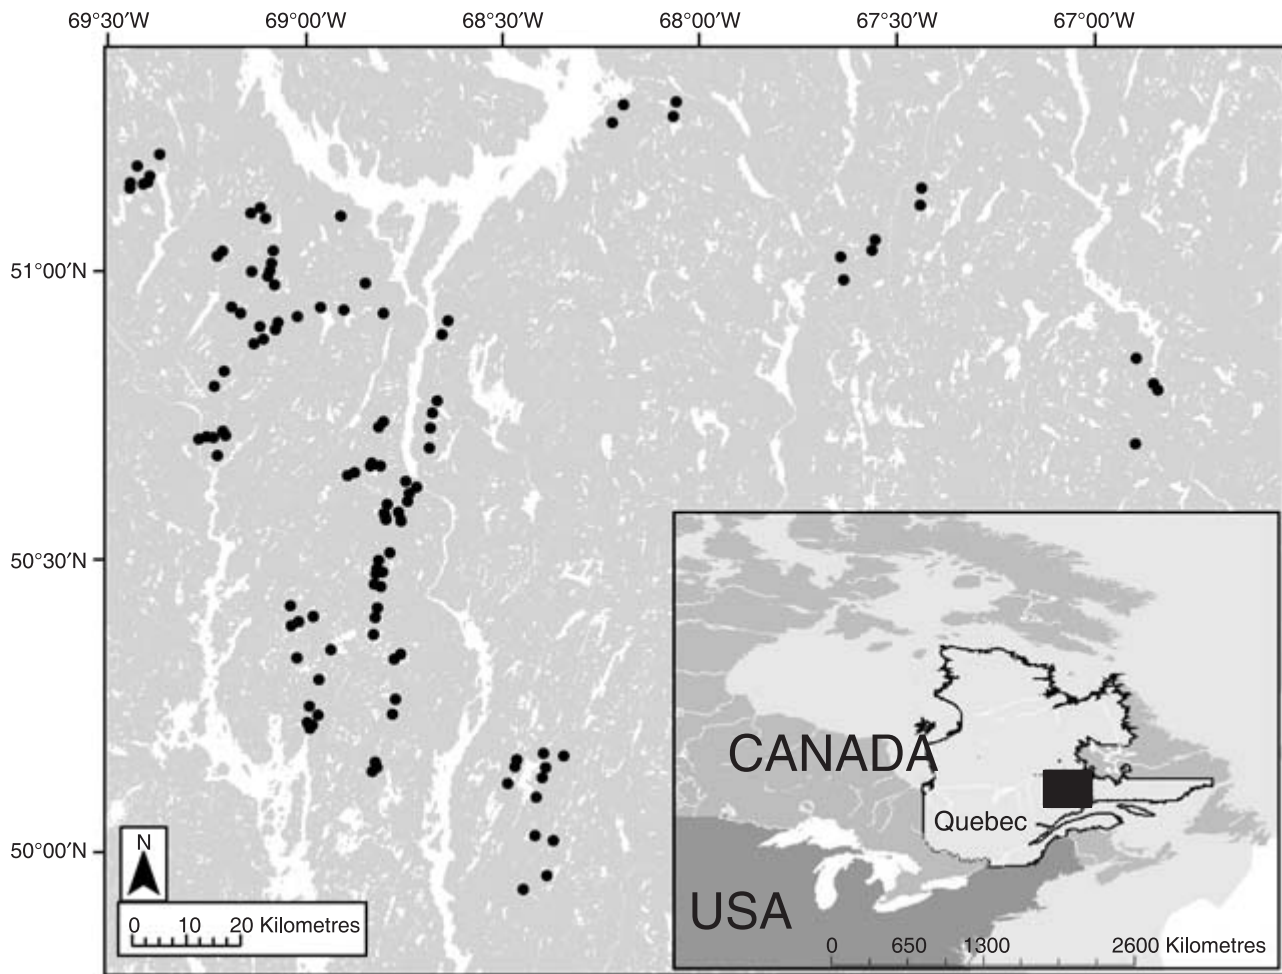 69°30′W 69°00′W 68°30′W 68°00′W 67°30′W 67°00′W
51°00′N
50°30′N
50°00′N
N
0 10 20 Kilometres
CANADA
Quebec
USA
0 650 1300 2600 Kilometres